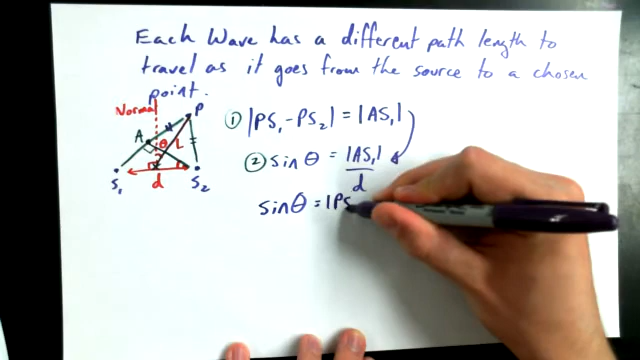 Each Wave has a different path length to
travel as it goes from the source to a chosen
point.
Normal
P
A θ L
S₁ d S₂
① |PS₁-PS₂| = |AS₁|
② sin θ = |AS₁|
d
sinθ = |PS